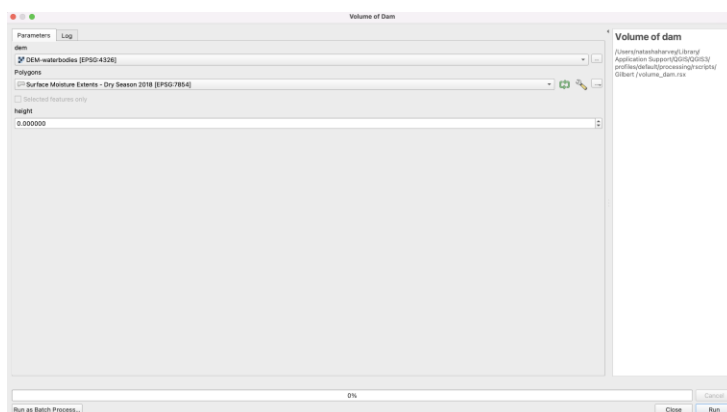 Volume of Dam
Parameters Log
dem
DEM-waterbodies [EPSG:4326]
Polygons
Surface Moisture Extents - Dry Season 2018 [EPSG:7854]
Selected features only
height
0.000000
Volume of dam
/Users/natashaharvey/Library/
Application Support/QGIS/QGIS3/
profiles/default/processing/rscripts/
Gilbert /volume_dam.rsx
0%
Cancel
Run as Batch Process...
Close Run